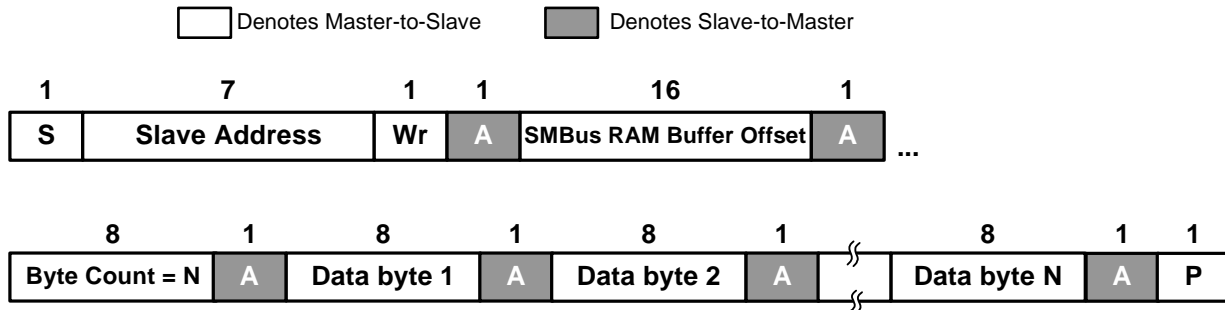 Denotes Master-to-Slave Denotes Slave-to-Master
1 7 1 1 16 1
S Slave Address Wr A SMBus RAM Buffer Offset A ...
8 1 8 1 8 1 8 1 1
Byte Count = N A Data byte 1 A Data byte 2 A Data byte N A P